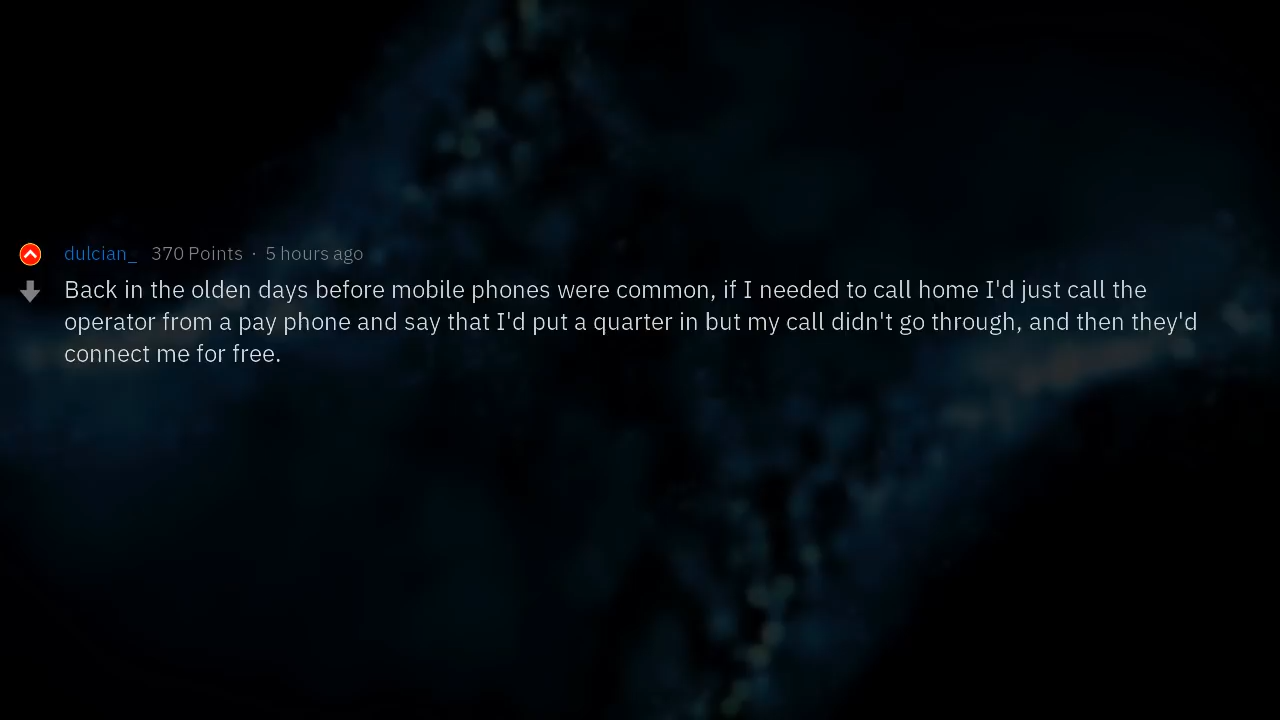 dulcian_ 370 Points · 5 hours ago
Back in the olden days before mobile phones were common, if I needed to call home I'd just call the
operator from a pay phone and say that I'd put a quarter in but my call didn't go through, and then they'd
connect me for free.